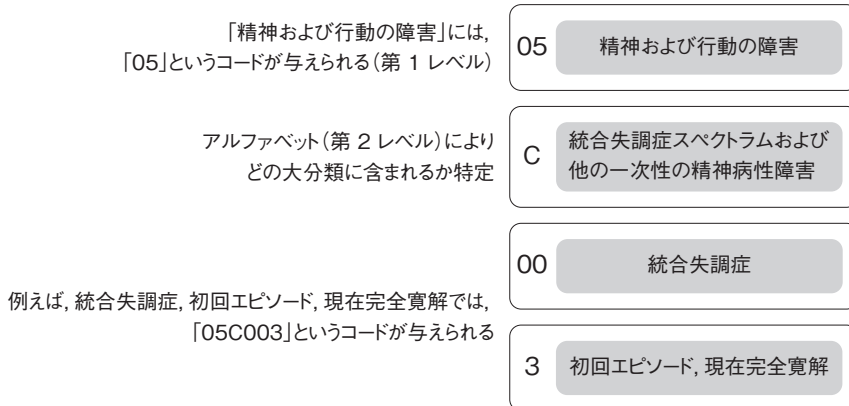 「精神および行動の障害」には,
「05」というコードが与えられる(第 1 レベル)
05 精神および行動の障害
アルファベット(第 2 レベル)により
どの大分類に含まれるか特定
C 統合失調症スペクトラムおよび
他の一次性の精神病性障害
00 統合失調症
例えば, 統合失調症, 初回エピソード, 現在完全寛解では,
「05C003」というコードが与えられる
3 初回エピソード, 現在完全寛解